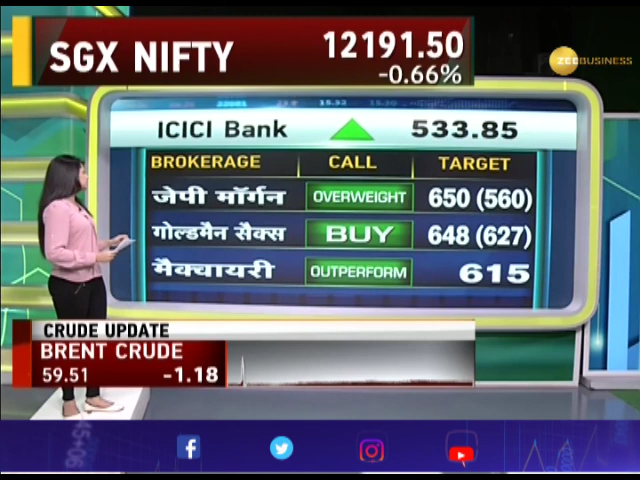 SGX NIFTY
12191.50
-0.66%
ZEEBUSINESS
ICICI Bank 533.85
BROKERAGE CALL TARGET
जेपी मॉर्गन OVERWEIGHT 650 (560)
गोल्डमैन सैक्स BUY 648 (627)
मैक्वायरी OUTPERFORM 615
CRUDE UPDATE
BRENT CRUDE
59.51 -1.18